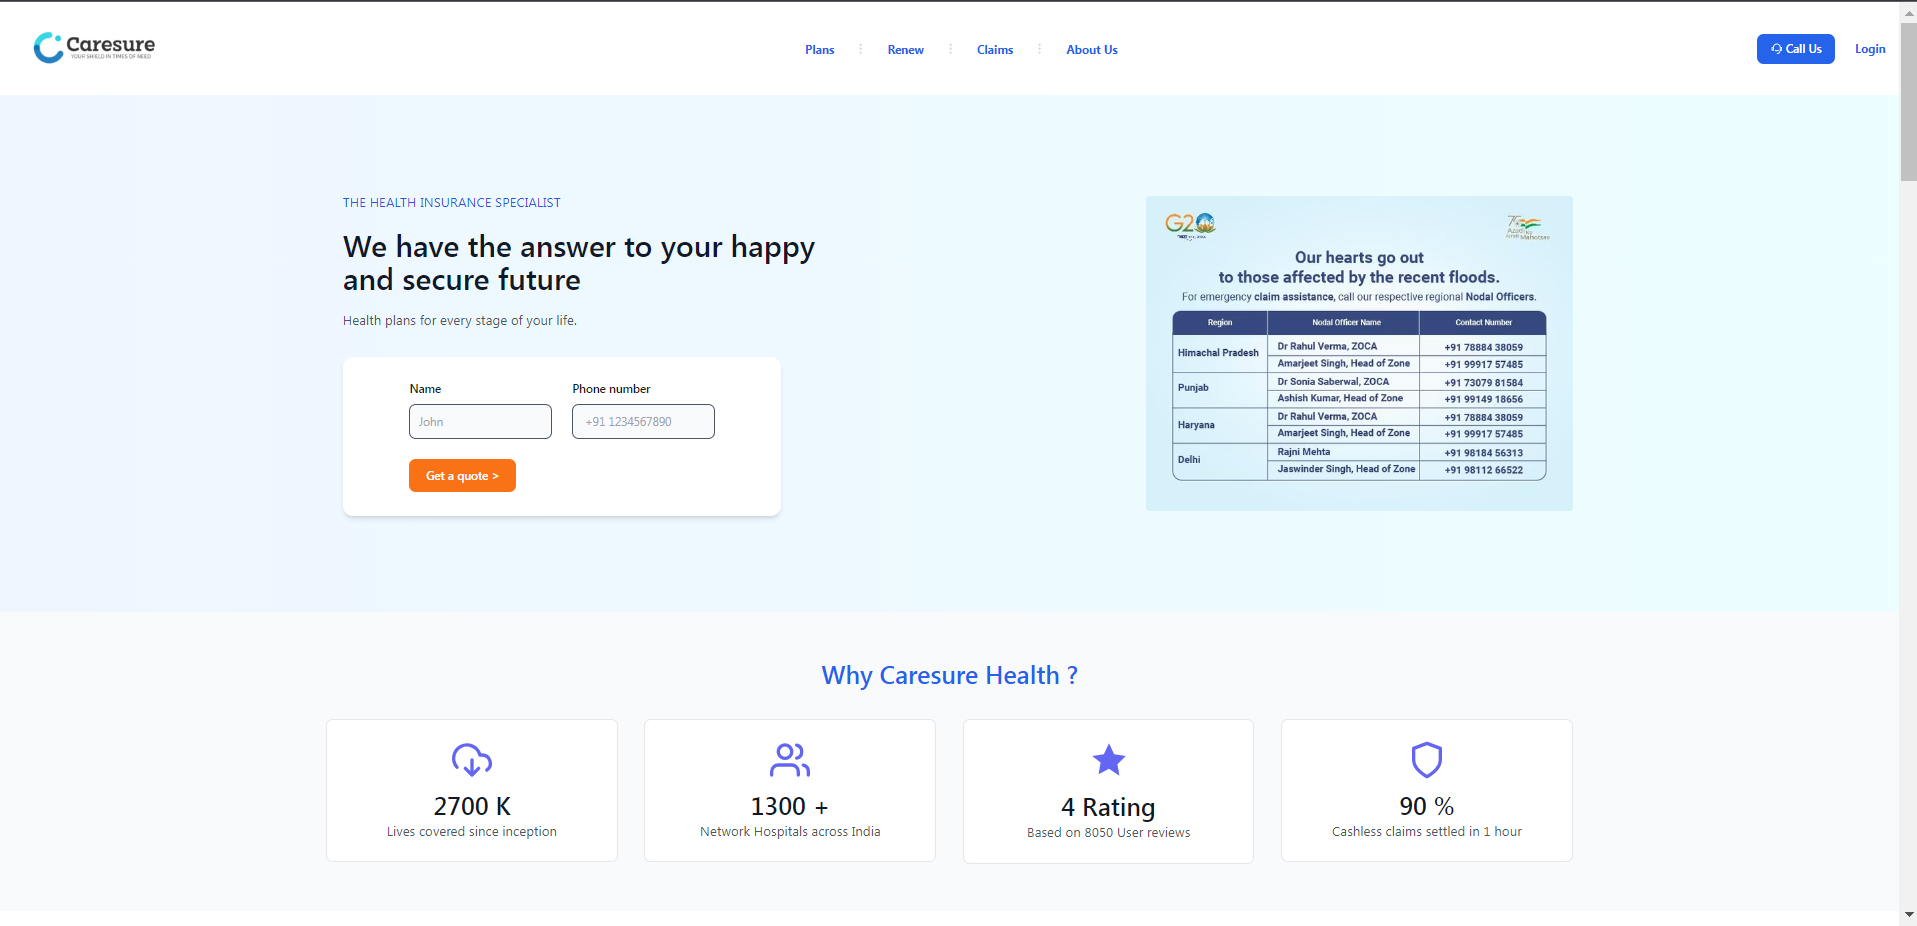 Caresure
YOUR SHIELD IN TIMES OF NEED
Plans
Renew
Claims
About Us
Call Us
Login
THE HEALTH INSURANCE SPECIALIST
We have the answer to your happy
and secure future
Health plans for every stage of your life.
Name
Phone number
John
+91 1234567890
Get a quote >
G20
Azadi Ka
Amrit Mahotsav
Our hearts go out
to those affected by the recent floods.
For emergency claim assistance, call our respective regional Nodal Officers.
Region Nodal Officer Name Contact Number
Himachal Pradesh Dr Rahul Verma, ZOCA +91 78884 38059
Amarjeet Singh, Head of Zone +91 99917 57485
Punjab Dr Sonia Saberwal, ZOCA +91 73079 81584
Ashish Kumar, Head of Zone +91 99149 18656
Haryana Dr Rahul Verma, ZOCA +91 78884 38059
Amarjeet Singh, Head of Zone +91 99917 57485
Delhi Rajni Mehta +91 98184 56313
Jaswinder Singh, Head of Zone +91 98112 66522
Why Caresure Health ?
2700 K
Lives covered since inception
1300 +
Network Hospitals across India
4 Rating
Based on 8050 User reviews
90 %
Cashless claims settled in 1 hour